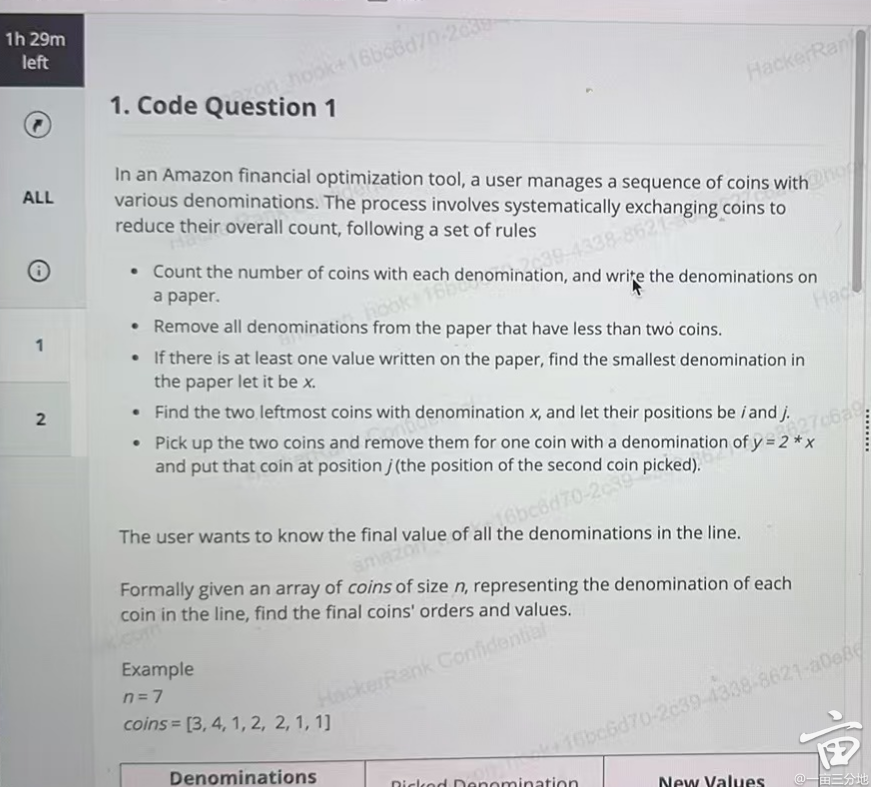 1h 29m
left
ALL
1
2
1. Code Question 1
In an Amazon financial optimization tool, a user manages a sequence of coins with
various denominations. The process involves systematically exchanging coins to
reduce their overall count, following a set of rules
• Count the number of coins with each denomination, and write the denominations on
a paper.
• Remove all denominations from the paper that have less than two coins.
• If there is at least one value written on the paper, find the smallest denomination in
the paper let it be x.
• Find the two leftmost coins with denomination x, and let their positions be i and j.
• Pick up the two coins and remove them for one coin with a denomination of y = 2 * x
and put that coin at position j (the position of the second coin picked).
The user wants to know the final value of all the denominations in the line.
Formally given an array of coins of size n, representing the denomination of each
coin in the line, find the final coins' orders and values.
Example
n = 7
coins = [3, 4, 1, 2, 2, 1, 1]
Denominations
Picked Denomination
New Values
HackerRank Confidential
@一亩三分地